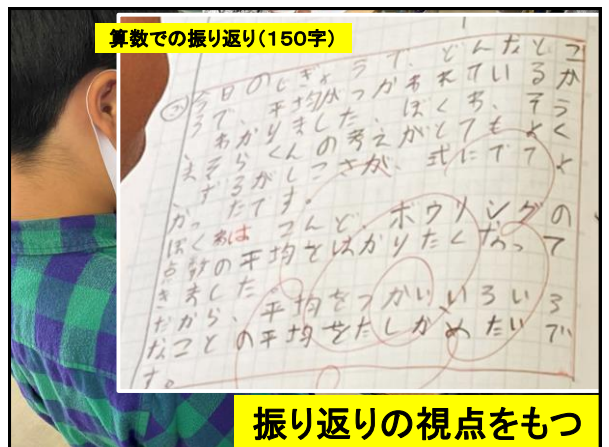 算数での振り返り（１５０字）
㋫今日のじぎょうで、どんなとこ
ろで、平均がつかわれているか
わかりました、ぼくわ、そう
まそらくんの考えがとてもよく
ずるがしこさが、式にでてよ
かったです。
ぼくはこんど、ボウリングの
点数の平均をはかりたくなって
きました。
だから、平均をつかいいろいろ
なことの平均をたしかめたいで
す。
振り返りの視点をもつ